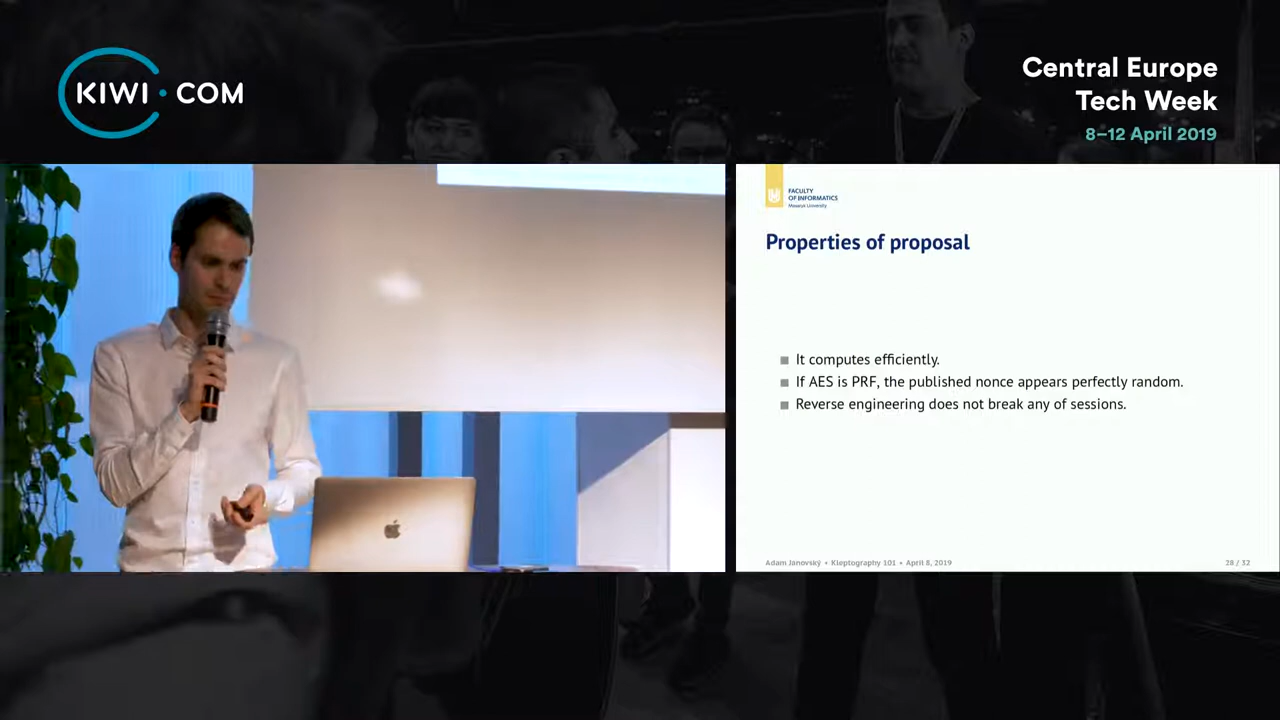 KIWI·COM
Central Europe
Tech Week
8–12 April 2019
FACULTY
OF INFORMATICS
Masaryk University
Properties of proposal
It computes efficiently.
If AES is PRF, the published nonce appears perfectly random.
Reverse engineering does not break any of sessions.
Adam Janovský • Kleptography 101 • April 8, 2019
28 / 32